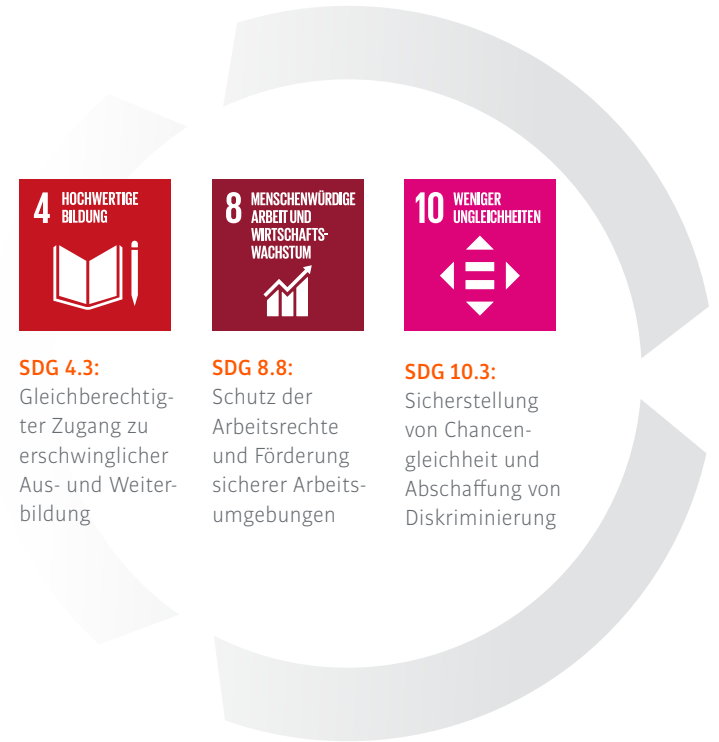 4 HOCHWERTIGE
BILDUNG
SDG 4.3:
Gleichberechtig-
ter Zugang zu
erschwinglicher
Aus- und Weiter-
bildung
8 MENSCHENWÜRDIGE
ARBEIT UND
WIRTSCHAFTS-
WACHSTUM
SDG 8.8:
Schutz der
Arbeitsrechte
und Förderung
sicherer Arbeits-
umgebungen
10 WENIGER
UNGLEICHHEITEN
SDG 10.3:
Sicherstellung
von Chancen-
gleichheit und
Abschaffung von
Diskriminierung